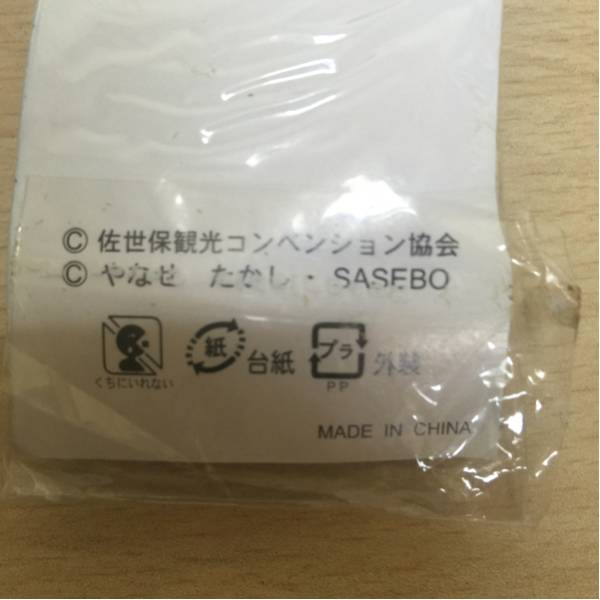 © 佐世保観光コンベンション協会
© やなせ たかし・SASEBO
紙 台紙 プラ 外装
くちにいれない PP
MADE IN CHINA